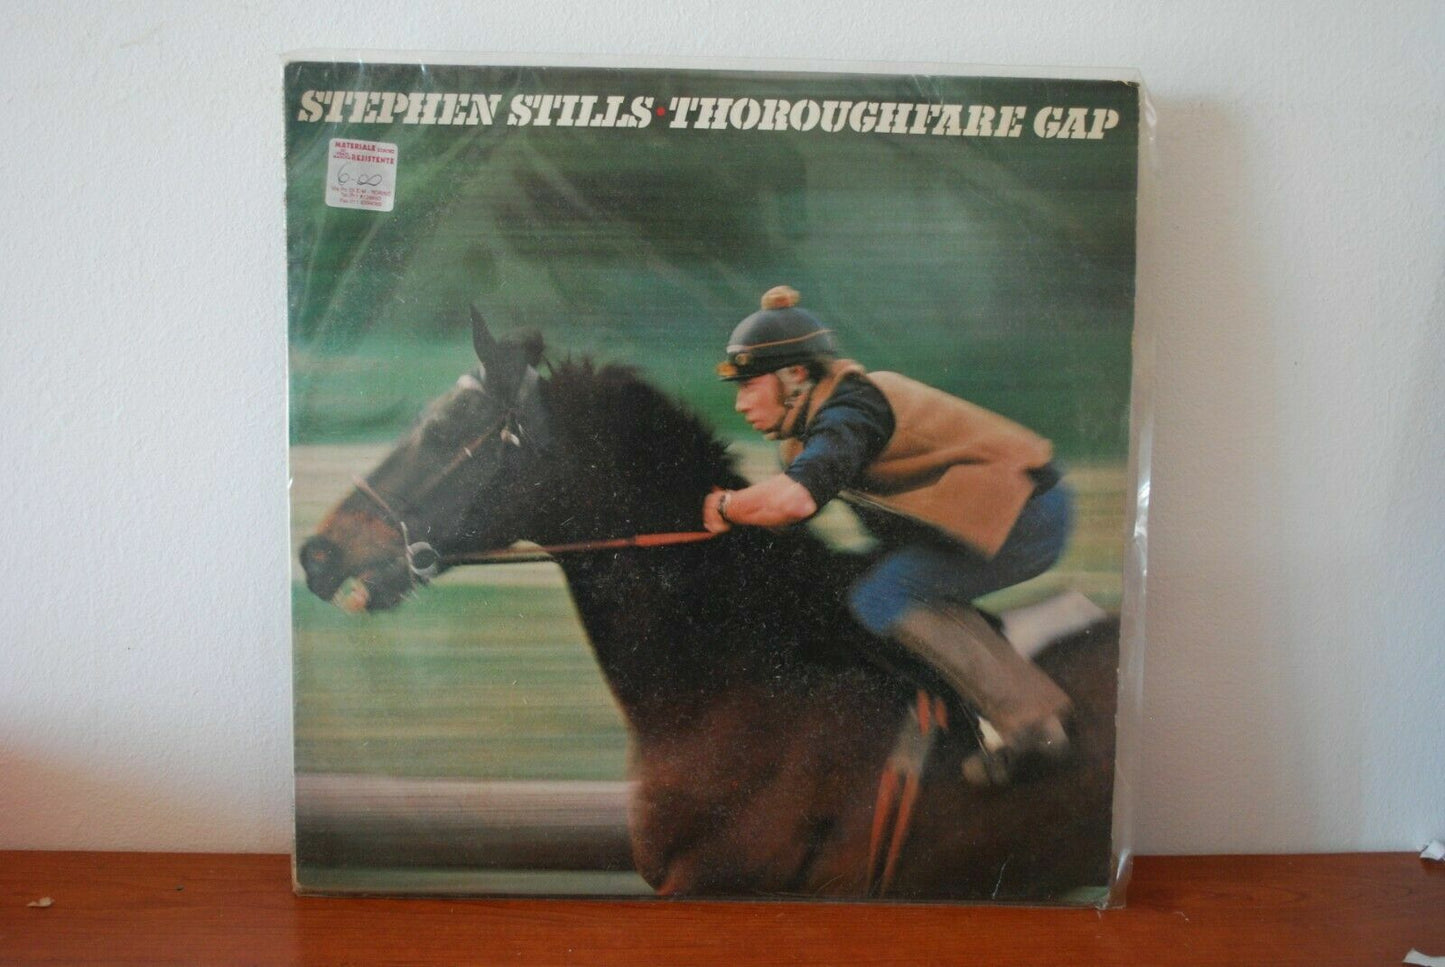 STEPHEN STILLS • THOROUGHFARE GAP
MATERIALE
RESISTENTE
6-00